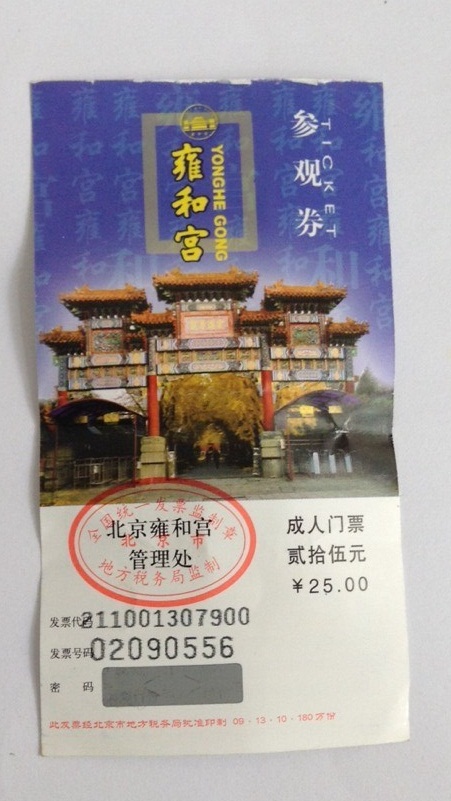 雍和宫
YONGHE GONG
参观券
TICKET
全国统一发票监制章
北京市
地方税务局监制
北京雍和宫
管理处
成人门票
贰拾伍元
￥25.00
发票代码 211001307900
发票号码 02090556
密 码
此发票经北京市地方税务局批准印制 09·13·10·180万份